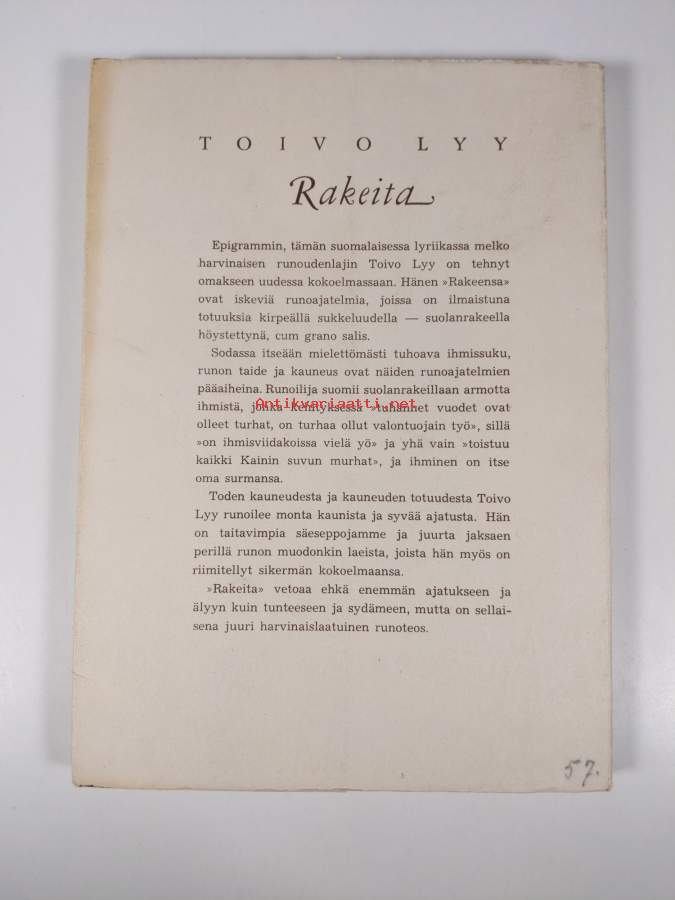 TOIVO LYY
Rakeita
Epigrammin, tämän suomalaisessa lyriikassa melko
harvinaisen runoudenlajin Toivo Lyy on tehnyt
omakseen uudessa kokoelmassaan. Hänen »Rakeensa»
ovat iskeviä runoajatelmia, joissa on ilmaistuna
totuuksia kirpeällä sukkeluudella — suolanrakeella
höystettynä, cum grano salis.
Sodassa itseään mielettömästi tuhoava ihmissuku,
runon taide ja kauneus ovat näiden runoajatelmien
pääaiheina. Runoilija suomii suolanrakeillaan armotta
Antikvariaatti.net
ihmistä, jonka kehityksessä »tuhannet vuodet ovat
olleet turhat, on turhaa ollut valontuojain työ», sillä
»on ihmisviidakoissa vielä yö» ja yhä vain »toistuu
kaikki Kainin suvun murhat», ja ihminen on itse
oma surmansa.
Toden kauneudesta ja kauneuden totuudesta Toivo
Lyy runoilee monta kaunista ja syvää ajatusta. Hän
on taitavimpia säeseppojamme ja juurta jaksaen
perillä runon muodonkin laeista, joista hän myös on
riimitellyt sikermän kokoelmaansa.
»Rakeita» vetoaa ehkä enemmän ajatukseen ja
älyyn kuin tunteeseen ja sydämeen, mutta on sellai-
sena juuri harvinaislaatuinen runoteos.
57.